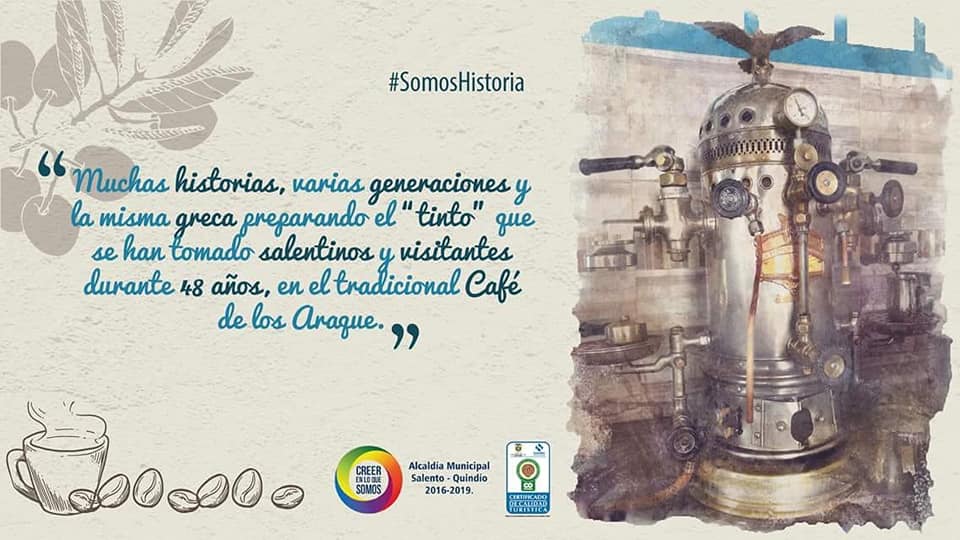 #SomosHistoria
“Muchas historias, varias generaciones y
la misma greca preparando el “tinto” que
se han tomado salentinos y visitantes
durante 48 años, en el tradicional Café
de los Araque.”
CREER
EN LO QUE
SOMOS
Alcaldía Municipal
Salento - Quindío
2016-2019.
CERTIFICADO
DE CALIDAD
TURÍSTICA